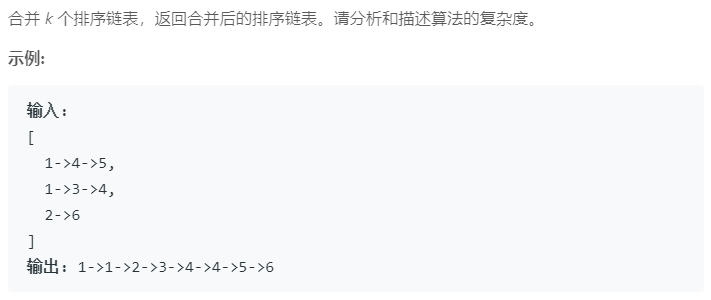 合并 k 个排序链表，返回合并后的排序链表。请分析和描述算法的复杂度。
示例:
输入:
[
  1->4->5,
  1->3->4,
  2->6
]
输出: 1->1->2->3->4->4->5->6